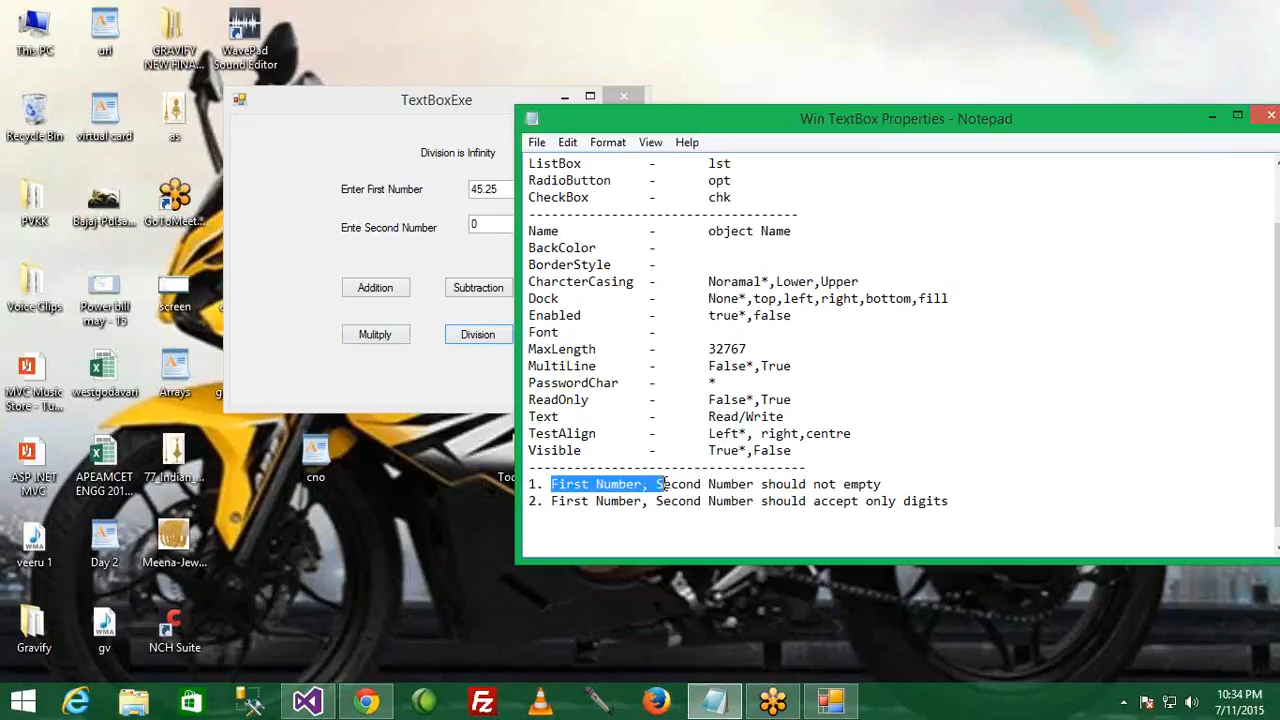 This PC
url
GRAVIFY
NEW FINA...
WavePad
Sound Editor
Recycle Bin
virtual card
as
PVKK
Bajaj-Pulsa...
GoToMeet...
Voice Clips
Power bill
may - 15
screen
MVC Music
Store - Tu...
westgodavari
Arrays
ASP .NET
MVC
APEAMCET
ENGG 201...
77_Indian_...
cno
veeru 1
Day 2
Meena-Jew...
Gravify
gv
NCH Suite
TextBoxExe
Division is Infinity
Enter First Number
45.25
Ente Second Number
0
Addition
Subtraction
Mulitply
Division
Win TextBox Properties - Notepad
File Edit Format View Help
ListBox - lst
RadioButton - opt
CheckBox - chk
------------------------------------
Name - object Name
BackColor -
BorderStyle -
CharcterCasing - Noramal*,Lower,Upper
Dock - None*,top,left,right,bottom,fill
Enabled - true*,false
Font -
MaxLength - 32767
MultiLine - False*,True
PasswordChar - *
ReadOnly - False*,True
Text - Read/Write
TestAlign - Left*, right,centre
Visible - True*,False
-------------------------------------
1. First Number, Second Number should not empty
2. First Number, Second Number should accept only digits
10:34 PM
7/11/2015